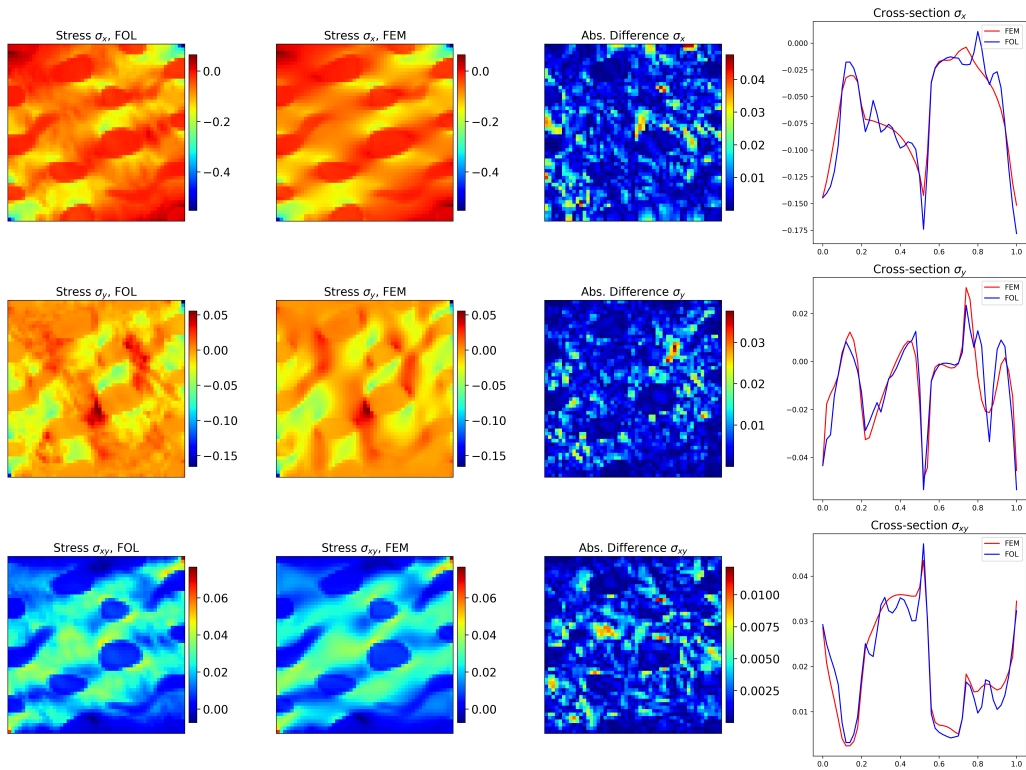 Stress σx, FOL
0.0
−0.2
−0.4
Stress σx, FEM
0.0
−0.2
−0.4
Abs. Difference σx
0.04
0.03
0.02
0.01
Cross-section σx
FEM
FOL
0.000
−0.025
−0.050
−0.075
−0.100
−0.125
−0.150
−0.175
0.0 0.2 0.4 0.6 0.8 1.0
Stress σy, FOL
0.05
0.00
−0.05
−0.10
−0.15
Stress σy, FEM
0.05
0.00
−0.05
−0.10
−0.15
Abs. Difference σy
0.03
0.02
0.01
Cross-section σy
FEM
FOL
0.02
0.00
−0.02
−0.04
0.0 0.2 0.4 0.6 0.8 1.0
Stress σxy, FOL
0.06
0.04
0.02
0.00
Stress σxy, FEM
0.06
0.04
0.02
0.00
Abs. Difference σxy
0.0100
0.0075
0.0050
0.0025
Cross-section σxy
FEM
FOL
0.04
0.03
0.02
0.01
0.0 0.2 0.4 0.6 0.8 1.0